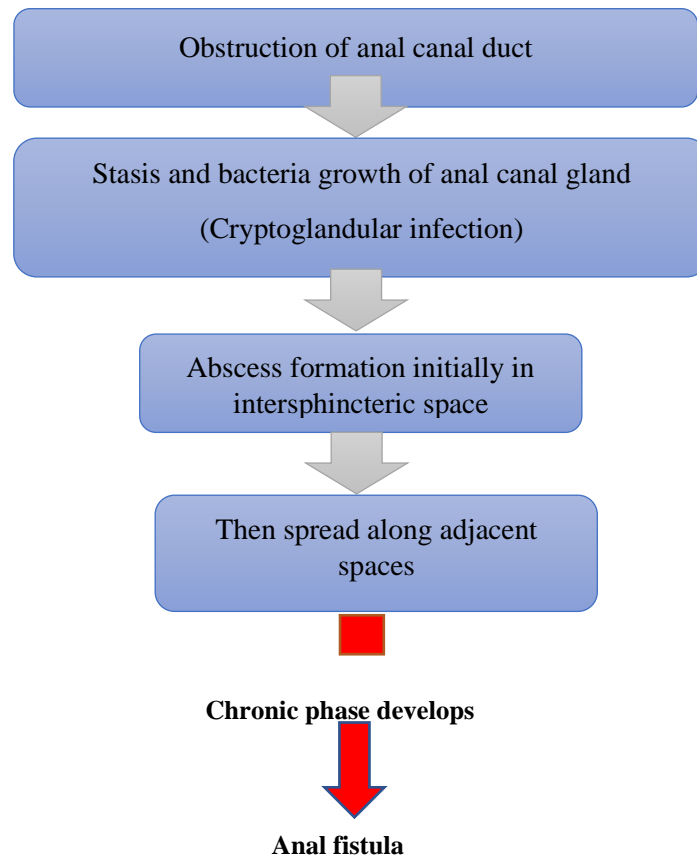 Obstruction of anal canal duct
Stasis and bacteria growth of anal canal gland
(Cryptoglandular infection)
Abscess formation initially in
intersphincteric space
Then spread along adjacent
spaces
Chronic phase develops
Anal fistula